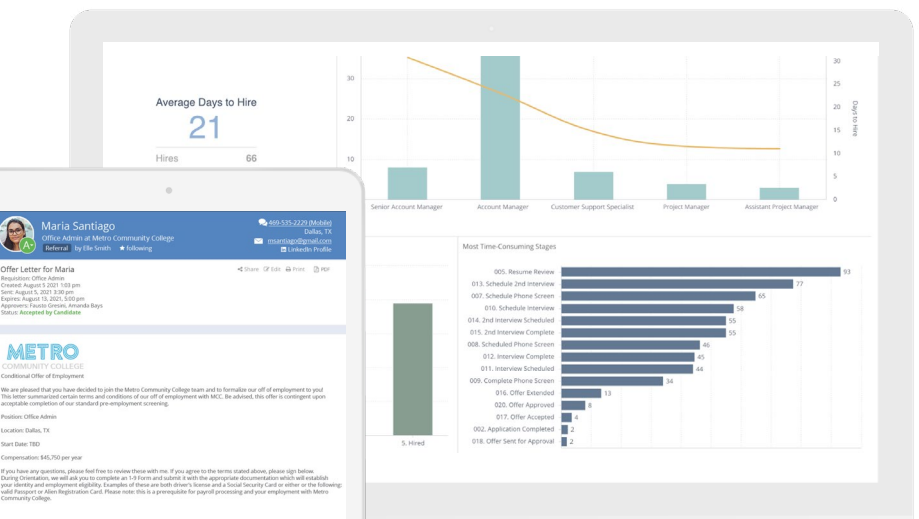 Average Days to Hire
21
Hires 66
30
20
10
30
25
20
15
10
5
0
Days to Hire
Senior Account Manager
Account Manager
Customer Support Specialist
Project Manager
Assistant Project Manager
Maria Santiago
Office Admin at Metro Community College
Referral by Elle Smith ★ following
A+
469-535-2229 (Mobile)
Dallas, TX
msantiago@gmail.com
LinkedIn Profile
Offer Letter for Maria
Share Edit Print PDF
Requisition: Office Admin
Created: August 5 2021 1:03 pm
Sent: August 5, 2021 3:30 pm
Expires: August 13, 2021, 5:00 pm
Approvers: Fausto Gresini, Amanda Bays
Status: Accepted by Candidate
METRO
COMMUNITY COLLEGE
Conditional Offer of Employment
We are pleased that you have decided to join the Metro Community College team and to formalize our off of employment to you!
This letter summarized certain terms and conditions of our off of employment with MCC. Be advised, this offer is contingent upon
acceptable completion of our standard pre-employment screening.
Position: Office Admin
Location: Dallas, TX
Start Date: TBD
Compensation: $45,750 per year
If you have any questions, please feel free to review these with me. If you agree to the terms stated above, please sign below.
During Orientation, we will ask you to complete an 1-9 Form and submit it with the appropriate documentation which will establish
your identity and employment eligibility. Examples of these are both driver's license and a Social Security Card or either or the following:
valid Passport or Alien Registration Card. Please note: this is a prerequisite for payroll processing and your employment with Metro
Community College.
5. Hired
Most Time-Consuming Stages
005. Resume Review 93
013. Schedule 2nd Interview 77
007. Schedule Phone Screen 65
010. Schedule Interview 58
014. 2nd Interview Scheduled 55
015. 2nd Interview Complete 55
008. Scheduled Phone Screen 46
012. Interview Complete 45
011. Interview Scheduled 44
009. Complete Phone Screen 34
016. Offer Extended 13
020. Offer Approved 8
017. Offer Accepted 4
002. Application Completed 2
018. Offer Sent for Approval 2